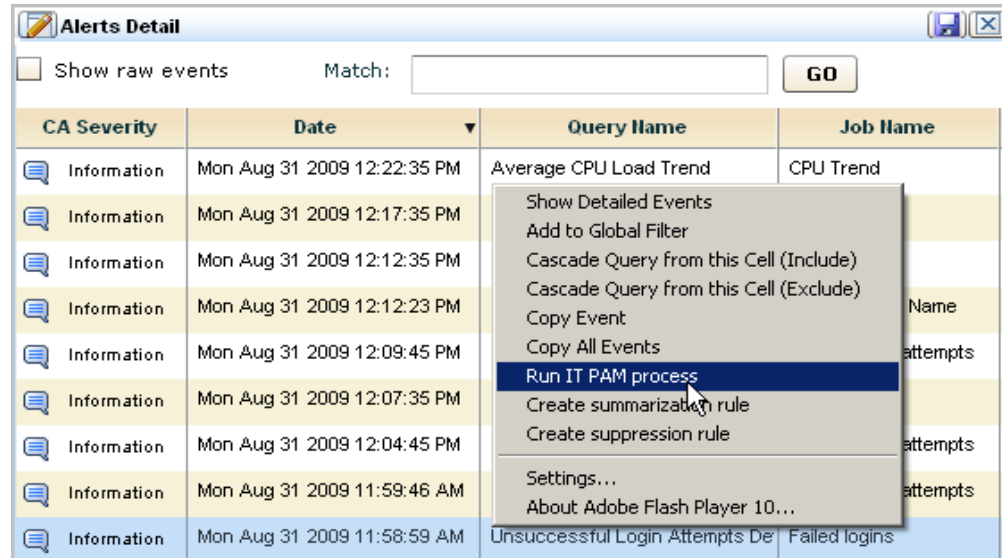 Alerts Detail
Show raw events Match: GO
CA Severity Date Query Name Job Name
Information Mon Aug 31 2009 12:22:35 PM Average CPU Load Trend CPU Trend
Information Mon Aug 31 2009 12:17:35 PM
Information Mon Aug 31 2009 12:12:35 PM
Information Mon Aug 31 2009 12:12:23 PM Name
Information Mon Aug 31 2009 12:09:45 PM attempts
Information Mon Aug 31 2009 12:07:35 PM
Information Mon Aug 31 2009 12:04:45 PM attempts
Information Mon Aug 31 2009 11:59:46 AM attempts
Information Mon Aug 31 2009 11:58:59 AM Unsuccessful Login Attempts De Failed logins
Show Detailed Events
Add to Global Filter
Cascade Query from this Cell (Include)
Cascade Query from this Cell (Exclude)
Copy Event
Copy All Events
Run IT PAM process
Create summarization rule
Create suppression rule
Settings...
About Adobe Flash Player 10...